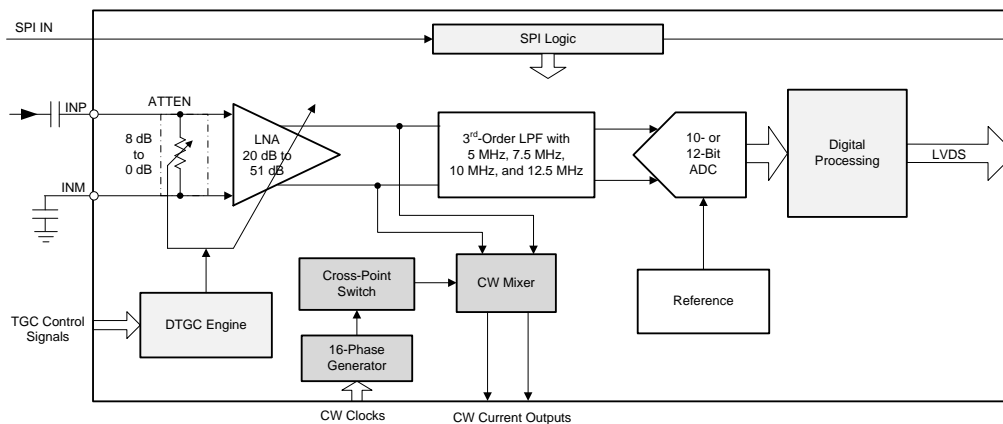 SPI IN
SPI Logic
INP
ATTEN
8 dB
to
0 dB
INM
LNA
20 dB to
51 dB
3rd-Order LPF with
5 MHz, 7.5 MHz,
10 MHz, and 12.5 MHz
10- or
12-Bit
ADC
Digital
Processing
LVDS
Cross-Point
Switch
CW Mixer
Reference
TGC Control
Signals
DTGC Engine
16-Phase
Generator
CW Clocks
CW Current Outputs